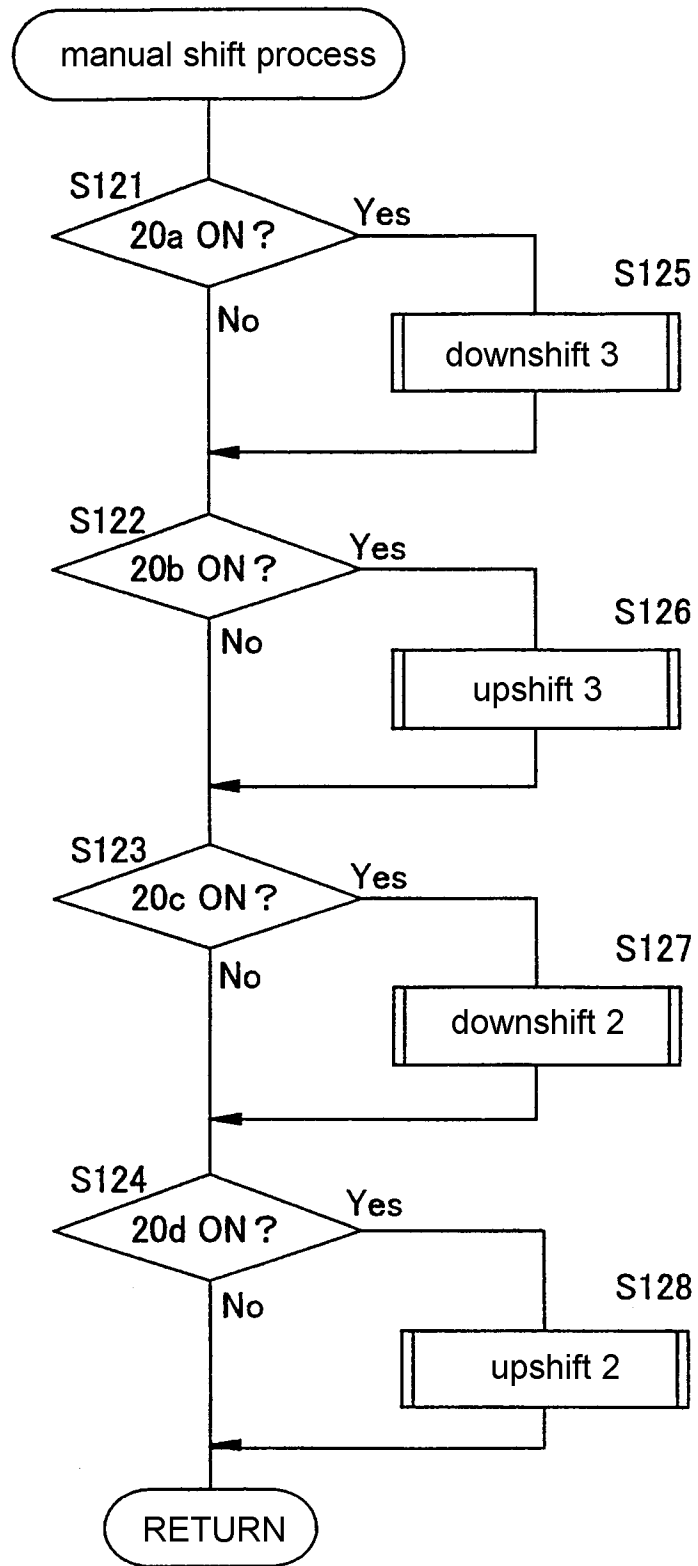 manual shift process
S121
20a ON?
Yes
S125
No
downshift 3
S122
20b ON?
Yes
S126
No
upshift 3
S123
20c ON?
Yes
S127
No
downshift 2
S124
20d ON?
Yes
S128
No
upshift 2
RETURN